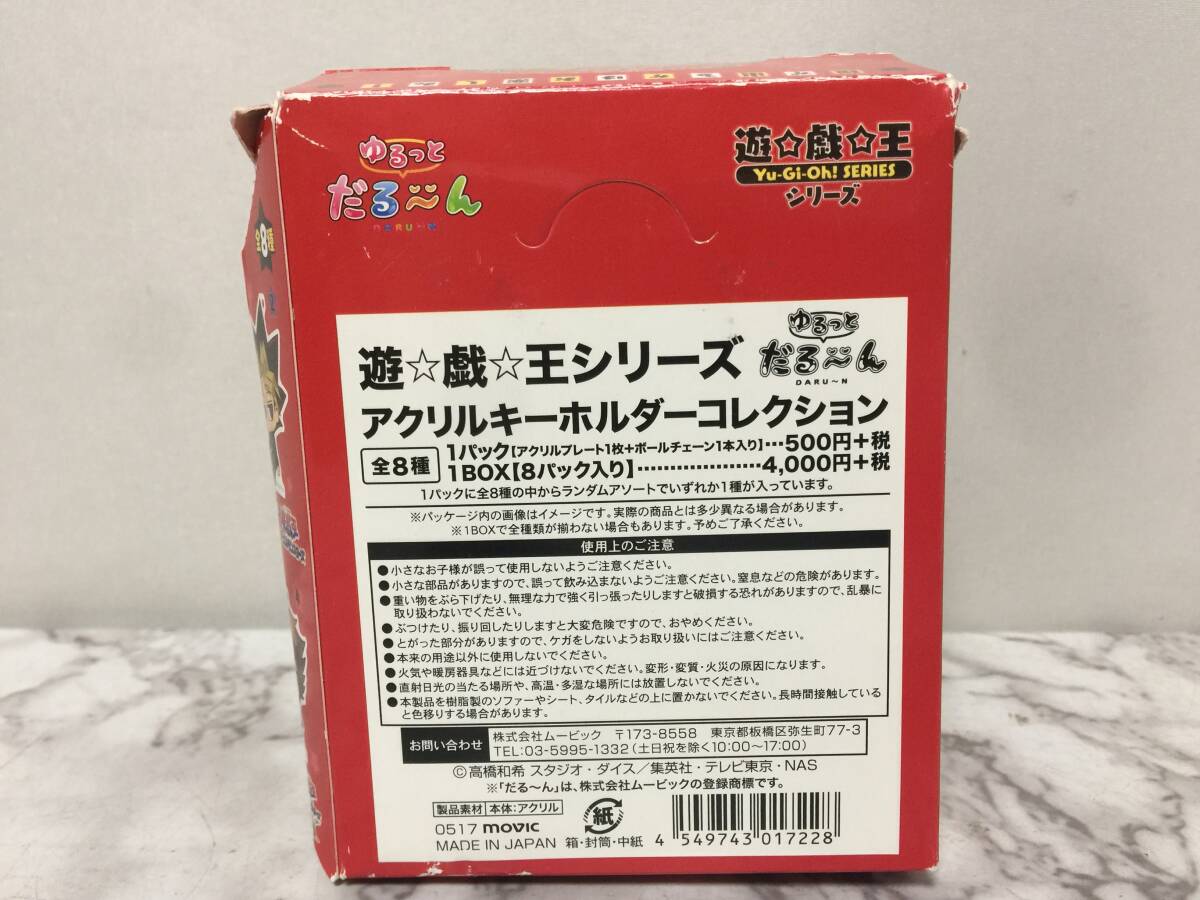 ゆるっと
だる〜ん
DARU〜N
遊☆戯☆王
Yu-Gi-Oh! SERIES
シリーズ
全8種
遊☆戯☆王シリーズ
ゆるっと
だる〜ん
DARU〜N
アクリルキーホルダーコレクション
全8種
1パック【アクリルプレート1枚+ボールチェーン1本入り】…500円+税
1BOX【8パック入り】…………………4,000円+税
1パックに全8種の中からランダムアソートでいずれか1種が入っています。
※パッケージ内の画像はイメージです。実際の商品とは多少異なる場合があります。
※1BOXで全種類が揃わない場合もあります。予めご了承ください。
使用上のご注意
●小さなお子様が誤って使用しないようご注意ください。
●小さな部品がありますので、誤って飲み込まないようご注意ください。窒息などの危険があります。
●重い物をぶら下げたり、無理な力で強く引っ張ったりしますと破損する恐れがありますので、乱暴に
取り扱わないでください。
●ぶつけたり、振り回したりしますと大変危険ですので、おやめください。
●とがった部分がありますので、ケガをしないようお取り扱いにはご注意ください。
●本来の用途以外に使用しないでください。
●火気や暖房器具などには近づけないでください。変形・変質・火災の原因になります。
●直射日光の当たる場所や、高温・多湿な場所には放置しないでください。
●本製品を樹脂製のソファーやシート、タイルなどの上に置かないでください。長時間接触している
と色移りする場合があります。
お問い合わせ
株式会社ムービック 〒173-8558 東京都板橋区弥生町77-3
TEL:03-5995-1332(土日祝を除く10:00〜17:00)
©高橋和希 スタジオ・ダイス/集英社・テレビ東京・NAS
※「だる〜ん」は、株式会社ムービックの登録商標です。
製品素材 本体:アクリル
0517 movic
MADE IN JAPAN
紙
箱・封筒・中紙
4 549743 017228